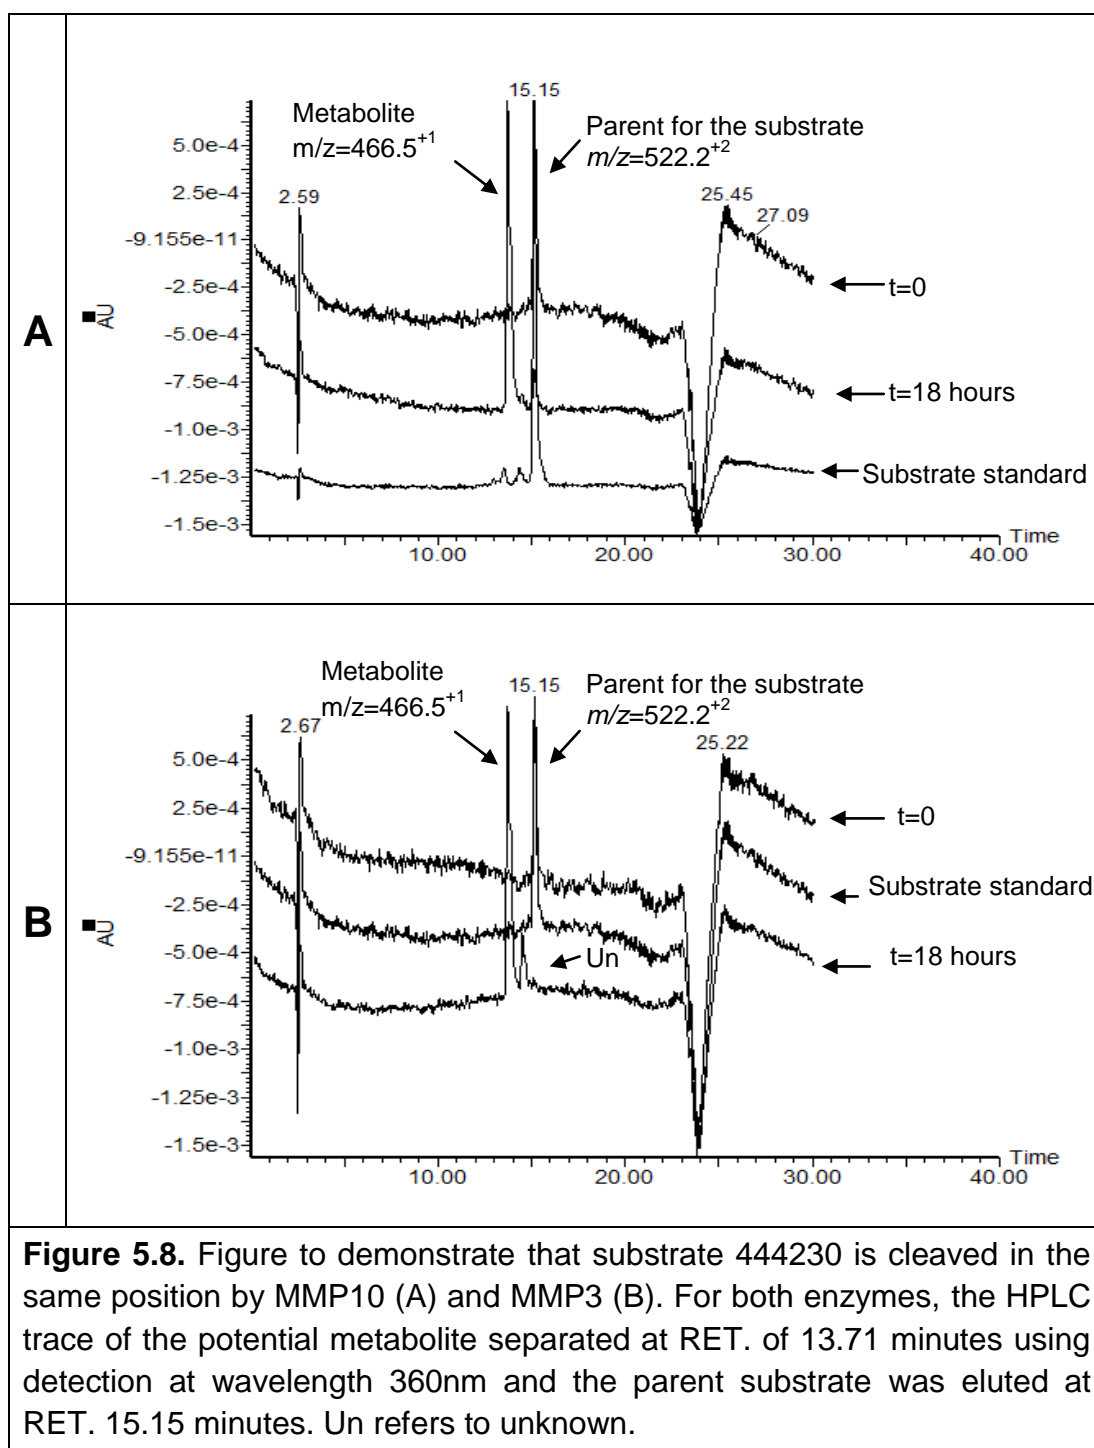 A
15.15
Metabolite
m/z=466.5+1
Parent for the substrate
m/z=522.2+2
5.0e-4
2.5e-4
-9.155e-11
-2.5e-4
-5.0e-4
-7.5e-4
-1.0e-3
-1.25e-3
-1.5e-3
AU
2.59
25.45
27.09
t=0
t=18 hours
Substrate standard
Time
10.00 20.00 30.00 40.00
B
Metabolite
m/z=466.5+1
15.15
Parent for the substrate
m/z=522.2+2
2.67
25.22
5.0e-4
2.5e-4
-9.155e-11
-2.5e-4
-5.0e-4
-7.5e-4
-1.0e-3
-1.25e-3
-1.5e-3
AU
t=0
Substrate standard
t=18 hours
Un
Time
10.00 20.00 30.00 40.00
Figure 5.8. Figure to demonstrate that substrate 444230 is cleaved in the
same position by MMP10 (A) and MMP3 (B). For both enzymes, the HPLC
trace of the potential metabolite separated at RET. of 13.71 minutes using
detection at wavelength 360nm and the parent substrate was eluted at
RET. 15.15 minutes. Un refers to unknown.